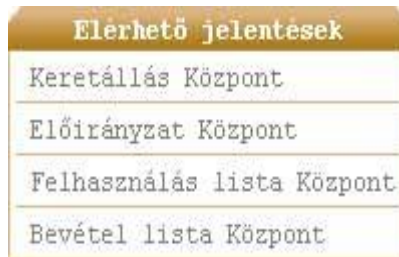 Elérhető jelentések
Keretállás Központ
Előirányzat Központ
Felhasználás lista Központ
Bevétel lista Központ